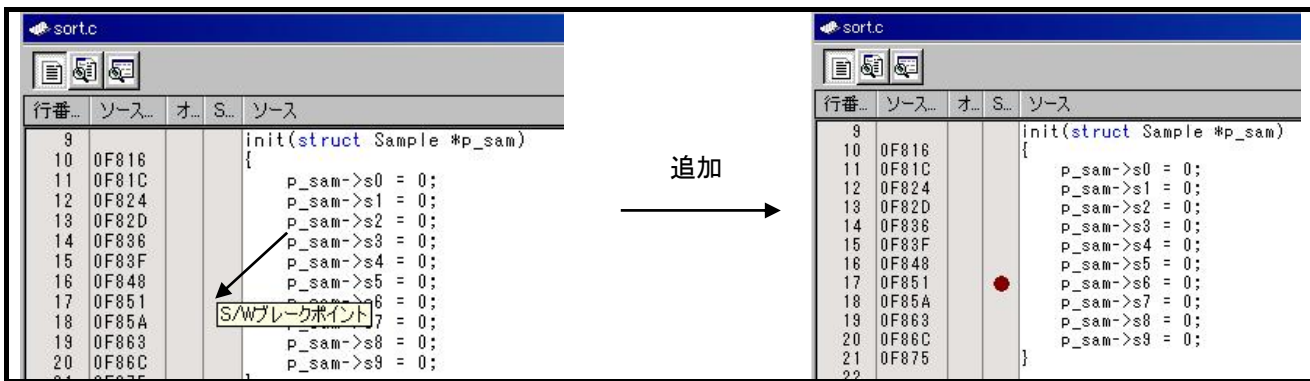 sort.c
行番... ソース... オ... S... ソース
9 init(struct Sample *p_sam)
10 0F816 {
11 0F81C p_sam->s0 = 0;
12 0F824 p_sam->s1 = 0;
13 0F82D p_sam->s2 = 0;
14 0F836 p_sam->s3 = 0;
15 0F83F p_sam->s4 = 0;
16 0F848 p_sam->s5 = 0;
17 0F851 p_sam->s6 = 0;
S/Wブレークポイント
18 0F85A 7 = 0;
19 0F863 p_sam->s8 = 0;
20 0F86C p_sam->s9 = 0;
追加
sort.c
行番... ソース... オ... S... ソース
9 init(struct Sample *p_sam)
10 0F816 {
11 0F81C p_sam->s0 = 0;
12 0F824 p_sam->s1 = 0;
13 0F82D p_sam->s2 = 0;
14 0F836 p_sam->s3 = 0;
15 0F83F p_sam->s4 = 0;
16 0F848 p_sam->s5 = 0;
17 0F851 p_sam->s6 = 0;
18 0F85A p_sam->s7 = 0;
19 0F863 p_sam->s8 = 0;
20 0F86C p_sam->s9 = 0;
21 0F875 }
22